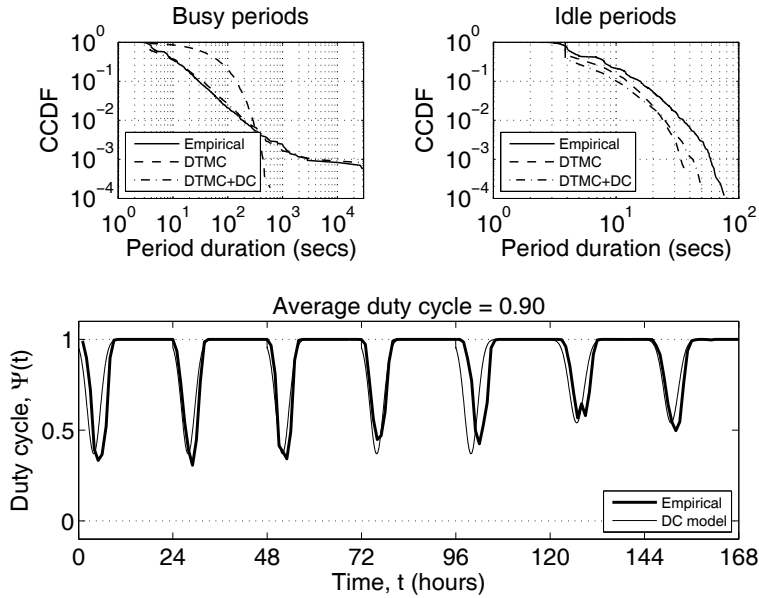 Busy periods
CCDF
10^0
10^-1
10^-2
10^-3
10^-4
Empirical
DTMC
DTMC+DC
10^0 10^1 10^2 10^3 10^4
Period duration (secs)
Idle periods
CCDF
10^0
10^-1
10^-2
10^-3
10^-4
Empirical
DTMC
DTMC+DC
10^0 10^1 10^2
Period duration (secs)
Average duty cycle = 0.90
Duty cycle, Ψ(t)
1
0.5
0
Empirical
DC model
0 24 48 72 96 120 144 168
Time, t (hours)